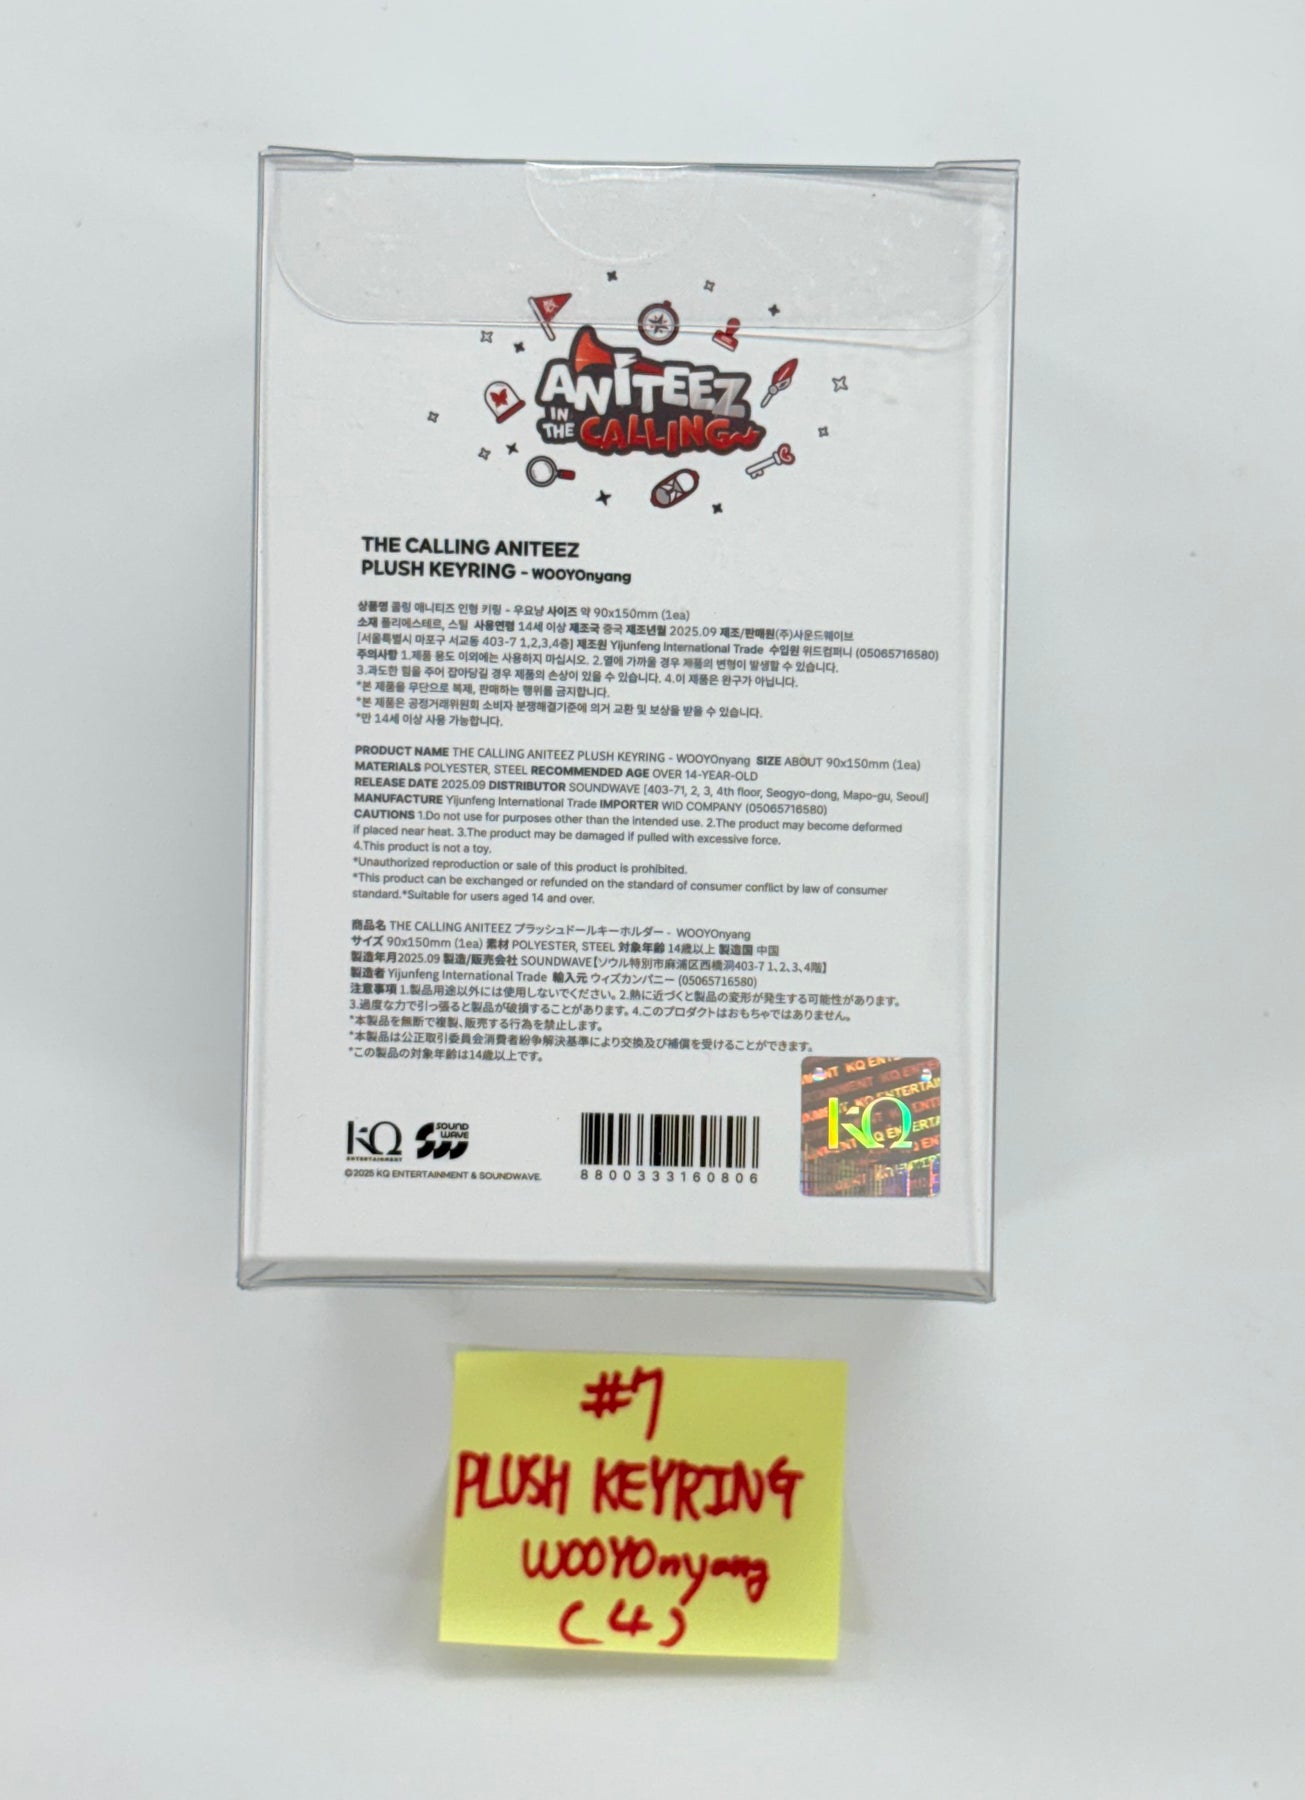 ANITEEZ
IN
THE CALLING
THE CALLING ANITEEZ
PLUSH KEYRING - WOOYOnyang
상품명 콜링 애니티즈 인형 키링 - 우요냥 사이즈 약 90x150mm (1ea)
소재 폴리에스테르, 스틸 사용연령 14세 이상 제조국 중국 제조년월 2025.09 제조/판매원(주)사운드웨이브
[서울특별시 마포구 서교동 403-7 1,2,3,4층] 제조원 Yijunfeng International Trade 수입원 위드컴퍼니 (05065716580)
주의사항 1.제품 용도 이외에는 사용하지 마십시오. 2.열에 가까울 경우 제품의 변형이 발생할 수 있습니다.
3.과도한 힘을 주어 잡아당길 경우 제품의 손상이 있을 수 있습니다. 4.이 제품은 완구가 아닙니다.
*본 제품을 무단으로 복제, 판매하는 행위를 금지합니다.
*본 제품은 공정거래위원회 소비자 분쟁해결기준에 의거 교환 및 보상을 받을 수 있습니다.
*만 14세 이상 사용 가능합니다.
PRODUCT NAME THE CALLING ANITEEZ PLUSH KEYRING - WOOYOnyang SIZE ABOUT 90x150mm (1ea)
MATERIALS POLYESTER, STEEL RECOMMENDED AGE OVER 14-YEAR-OLD
RELEASE DATE 2025.09 DISTRIBUTOR SOUNDWAVE [403-71, 2, 3, 4th floor, Seogyo-dong, Mapo-gu, Seoul]
MANUFACTURE Yijunfeng International Trade IMPORTER WID COMPANY (05065716580)
CAUTIONS 1.Do not use for purposes other than the intended use. 2.The product may become deformed
if placed near heat. 3.The product may be damaged if pulled with excessive force.
4.This product is not a toy.
*Unauthorized reproduction or sale of this product is prohibited.
*This product can be exchanged or refunded on the standard of consumer conflict by law of consumer
standard.*Suitable for users aged 14 and over.
商品名 THE CALLING ANITEEZ プラッシュドールキーホルダー - WOOYOnyang
サイズ 90x150mm (1ea) 素材 POLYESTER, STEEL 対象年齢 14歳以上 製造国 中国
製造年月2025.09 製造/販売会社 SOUNDWAVE【ソウル特別市麻浦区西橋洞403-7 1、2、3、4階】
製造者 Yijunfeng International Trade 輸入元 ウィズカンパニー (05065716580)
注意事項 1.製品用途以外には使用しないでください。2.熱に近づくと製品の変形が発生する可能性があります。
3.過度な力で引っ張ると製品が破損することがあります。4.このプロダクトはおもちゃではありません。
*本製品を無断で複製、販売する行為を禁止します。
*本製品は公正取引委員会消費者紛争解決基準により交換及び補償を受けることができます。
*この製品の対象年齢は14歳以上です。
KQ
ENTERTAINMENT
SOUND
WAVE
©2025 KQ ENTERTAINMENT & SOUNDWAVE.
8800333160806
KQ
#7
PLUSH KEYRING
WOOYOnyang
(4)